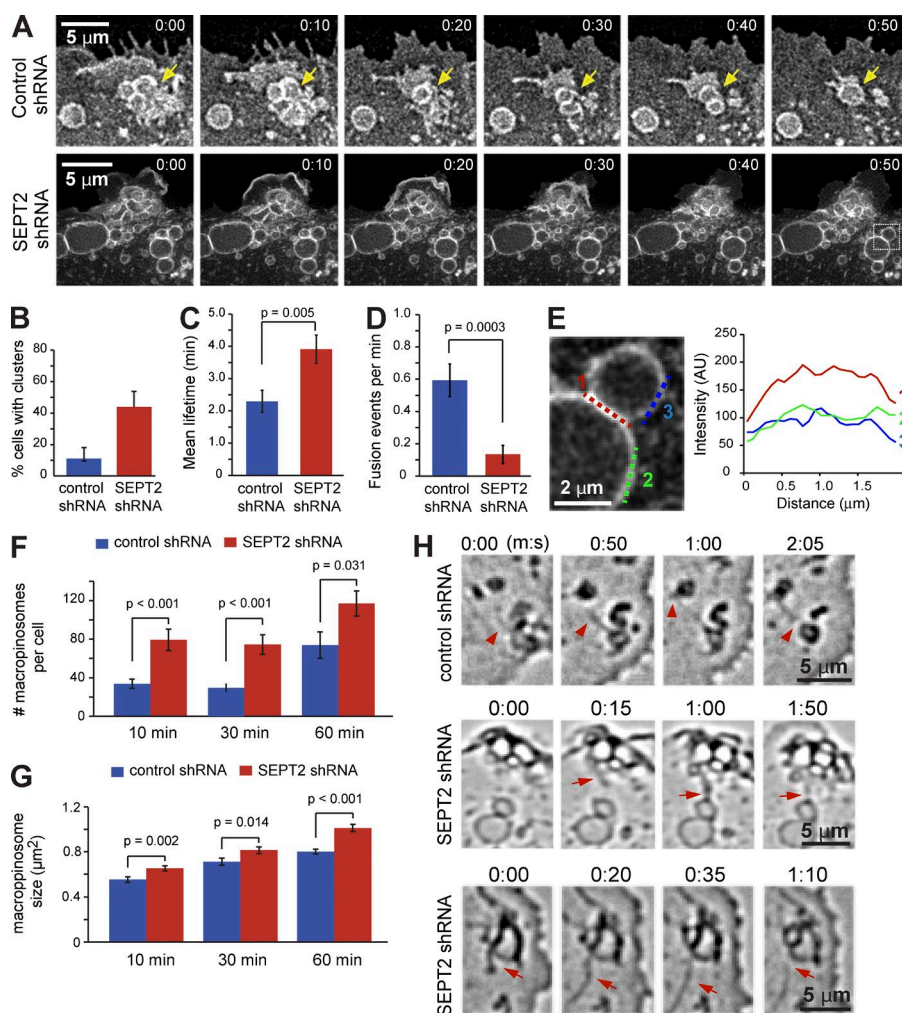 A
5 µm
0:00
0:10
0:20
0:30
0:40
0:50
Control
shRNA
5 µm
0:00
0:10
0:20
0:30
0:40
0:50
SEPT2
shRNA
B
% cells with clusters
80
60
40
20
0
control
shRNA
SEPT2
shRNA
C
Mean lifetime (min)
5.0
4.0
3.0
2.0
1.0
0
p = 0.005
control
shRNA
SEPT2
shRNA
D
Fusion events per min
0.8
0.6
0.4
0.2
0
p = 0.0003
control
shRNA
SEPT2
shRNA
E
1
2
3
2 µm
Intesnsity (AU)
250
200
150
100
50
0
0
0.5
1.0
1.5
2.0
Distance (µm)
F
control shRNA
SEPT2 shRNA
# macropinosomes
per cell
120
80
40
0
p < 0.001
p < 0.001
p = 0.031
10 min
30 min
60 min
G
control shRNA
SEPT2 shRNA
macroppinosome
size (µm²)
1.2
0.8
0.4
0
p = 0.002
p = 0.014
p < 0.001
10 min
30 min
60 min
H
0:00 (m:s)
0:50
1:00
2:05
control shRNA
5 µm
0:00
0:15
1:00
1:50
SEPT2 shRNA
5 µm
0:00
0:20
0:35
1:10
SEPT2 shRNA
5 µm